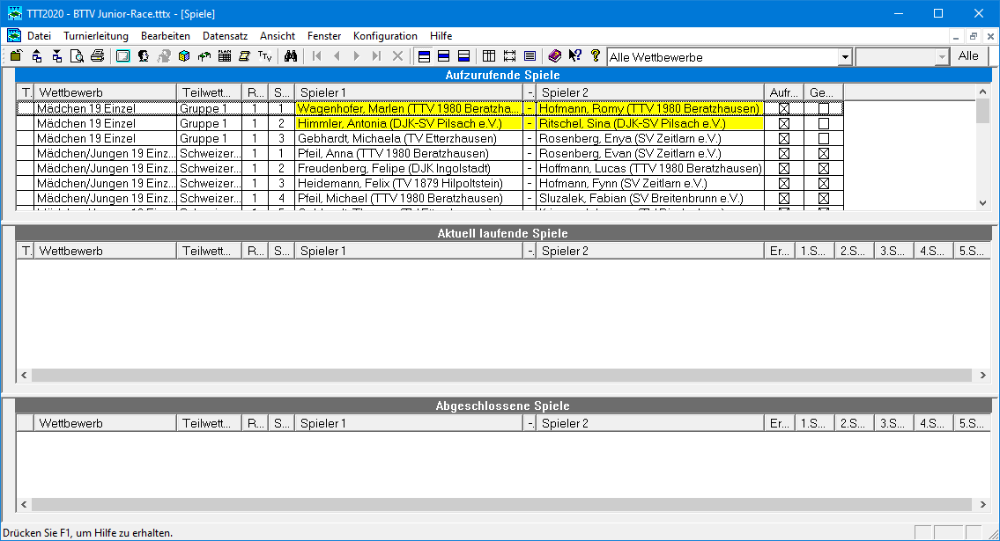 TTT2020 - BTTV Junior-Race.tttx - [Spiele]
Datei Turnierleitung Bearbeiten Datensatz Ansicht Fenster Konfiguration Hilfe
Alle Wettbewerbe Alle
Aufzurufende Spiele
T. Wettbewerb Teilwett... R... S... Spieler 1 -. Spieler 2 Aufr... Ge...
Mädchen 19 Einzel Gruppe 1 1 1 Wagenhofer, Marlen (TTV 1980 Beratzha... - Hofmann, Romy (TTV 1980 Beratzhausen)
Mädchen 19 Einzel Gruppe 1 1 2 Himmler, Antonia (DJK-SV Pilsach e.V.) - Ritschel, Sina (DJK-SV Pilsach e.V.)
Mädchen 19 Einzel Gruppe 1 1 3 Gebhardt, Michaela (TV Etterzhausen) - Rosenberg, Enya (SV Zeitlarn e.V.)
Mädchen/Jungen 19 Einz... Schweizer... 1 1 Pfeil, Anna (TTV 1980 Beratzhausen) - Rosenberg, Evan (SV Zeitlarn e.V.)
Mädchen/Jungen 19 Einz... Schweizer... 1 2 Freudenberg, Felipe (DJK Ingolstadt) - Hoffmann, Lucas (TTV 1980 Beratzhausen)
Mädchen/Jungen 19 Einz... Schweizer... 1 3 Heidemann, Felix (TV 1879 Hilpoltstein) - Hofmann, Fynn (SV Zeitlarn e.V.)
Mädchen/Jungen 19 Einz... Schweizer... 1 4 Pfeil, Michael (TTV 1980 Beratzhausen) - Sluzalek, Fabian (SV Breitenbrunn e.V.)
Aktuell laufende Spiele
T. Wettbewerb Teilwett... R... S... Spieler 1 -. Spieler 2 Er... 1.S... 2.S... 3.S... 4.S... 5.S...
Abgeschlossene Spiele
Wettbewerb Teilwett... R... S... Spieler 1 -. Spieler 2 Er... 1.S... 2.S... 3.S... 4.S... 5.S...
Drücken Sie F1, um Hilfe zu erhalten.